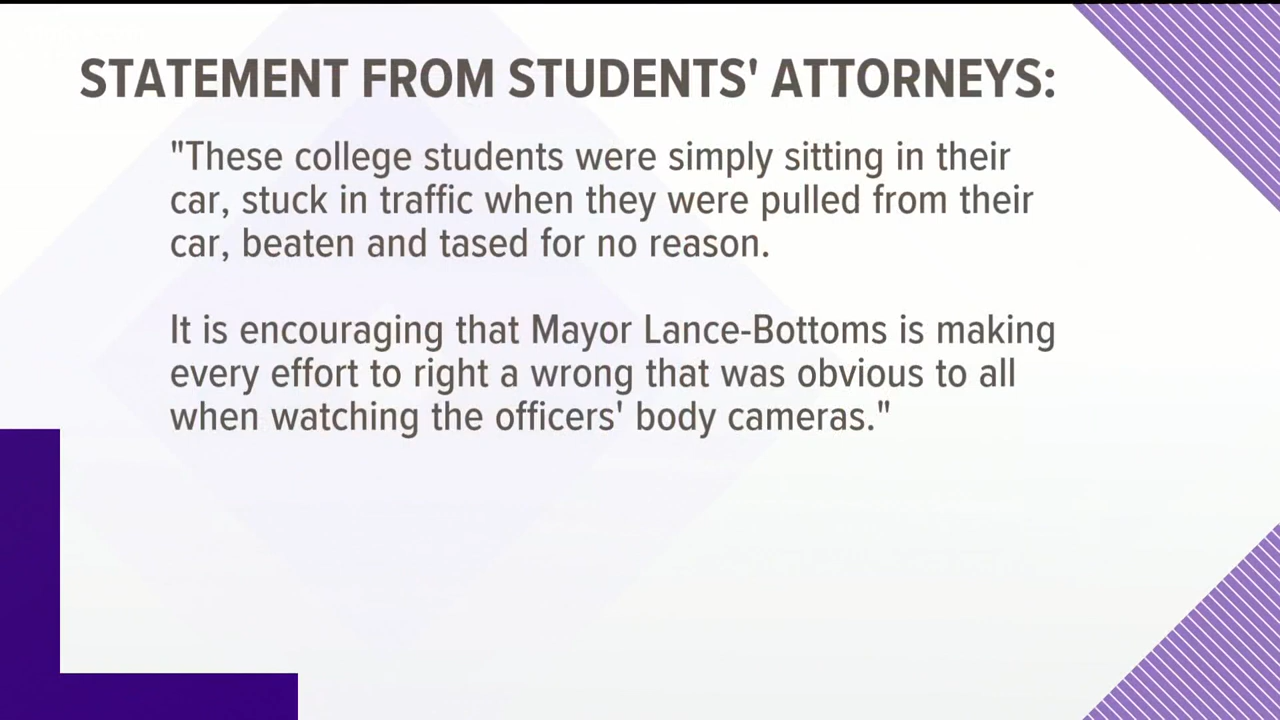 STATEMENT FROM STUDENTS' ATTORNEYS:
"These college students were simply sitting in their
car, stuck in traffic when they were pulled from their
car, beaten and tased for no reason.
It is encouraging that Mayor Lance-Bottoms is making
every effort to right a wrong that was obvious to all
when watching the officers' body cameras."